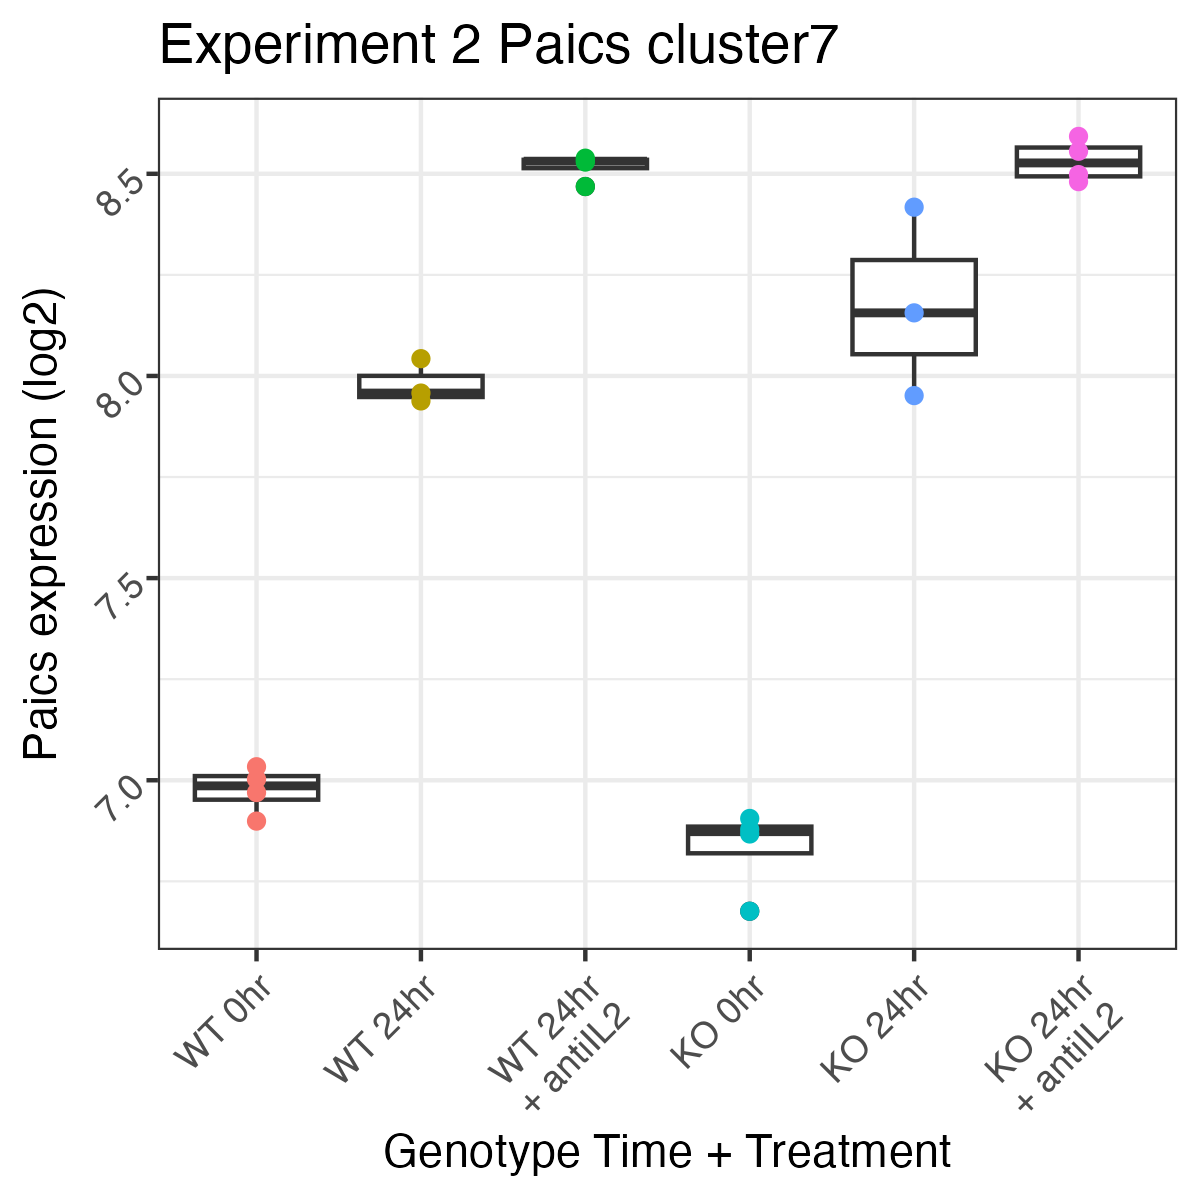 Experiment 2 Paics cluster7
Paics expression (log2)
8.5
8.0
7.5
7.0
WT 0hr
WT 24hr
WT 24hr
+ antiIL2
KO 0hr
KO 24hr
KO 24hr
+ antiIL2
Genotype Time + Treatment